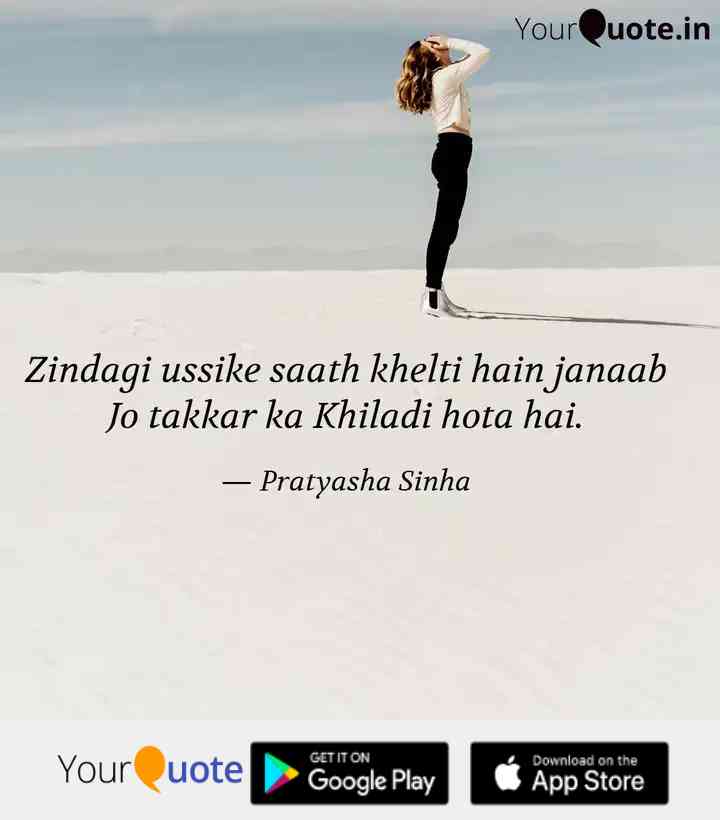 YourQuote.in
Zindagi ussike saath khelti hain janaab
Jo takkar ka Khiladi hota hai.
— Pratyasha Sinha
YourQuote
GET IT ON
Google Play
Download on the
App Store